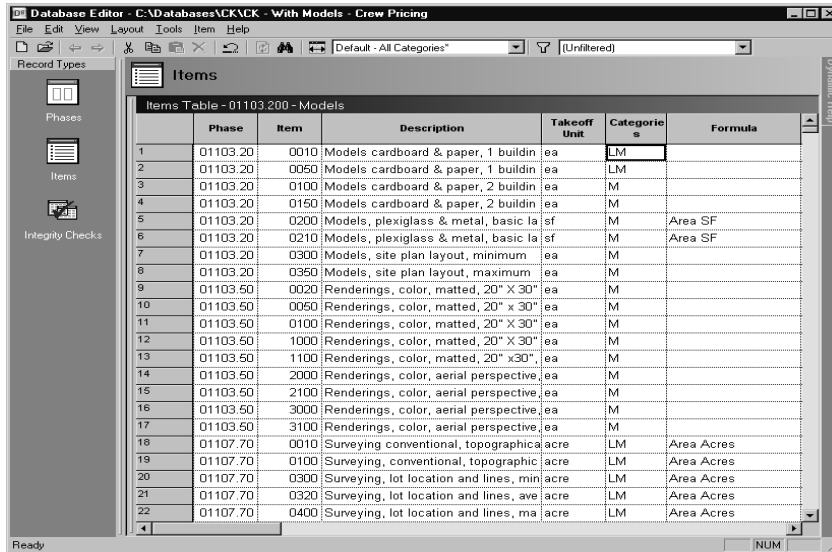 Database Editor - C:\Databases\CK\CK - With Models - Crew Pricing
File Edit View Layout Tools Item Help
Default - All Categories" (Unfiltered)
Record Types
Phases
Items
Integrity Checks
Items
Items Table - 01103.200 - Models
Phase Item Description Takeoff Unit Categorie s Formula
1 01103.20 0010 Models cardboard & paper, 1 buildin ea LM
2 01103.20 0050 Models cardboard & paper, 1 buildin ea LM
3 01103.20 0100 Models cardboard & paper, 2 buildin ea M
4 01103.20 0150 Models cardboard & paper, 2 buildin ea M
5 01103.20 0200 Models, plexiglass & metal, basic la sf M Area SF
6 01103.20 0210 Models, plexiglass & metal, basic la sf M Area SF
7 01103.20 0300 Models, site plan layout, minimum ea M
8 01103.20 0350 Models, site plan layout, maximum ea M
9 01103.50 0020 Renderings, color, matted, 20" X 30" ea M
10 01103.50 0050 Renderings, color, matted, 20" x 30" ea M
11 01103.50 0100 Renderings, color, matted, 20" X 30" ea M
12 01103.50 1000 Renderings, color, matted, 20" X 30" ea M
13 01103.50 1100 Renderings, color, matted, 20" x30", ea M
14 01103.50 2000 Renderings, color, aerial perspective, ea M
15 01103.50 2100 Renderings, color, aerial perspective, ea M
16 01103.50 3000 Renderings, color, aerial perspective, ea M
17 01103.50 3100 Renderings, color, aerial perspective, ea M
18 01107.70 0010 Surveying conventional, topographica acre LM Area Acres
19 01107.70 0100 Surveying, conventional, topographic acre LM Area Acres
20 01107.70 0300 Surveying, lot location and lines, min acre LM Area Acres
21 01107.70 0320 Surveying, lot location and lines, ave acre LM Area Acres
22 01107.70 0400 Surveying, lot location and lines, ma acre LM Area Acres
Dynamic Help
Ready NUM